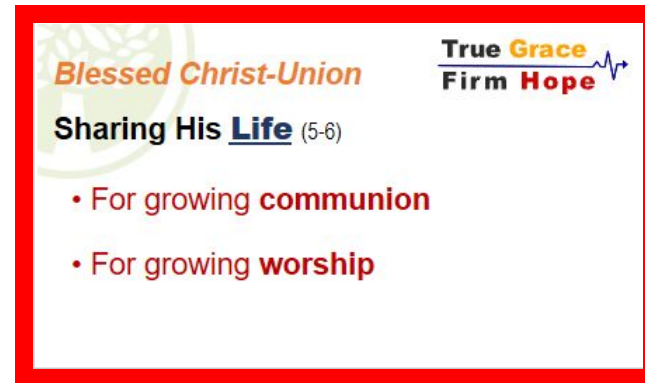 True Grace
Firm Hope
Blessed Christ-Union
Sharing His Life (5-6)
• For growing communion
• For growing worship